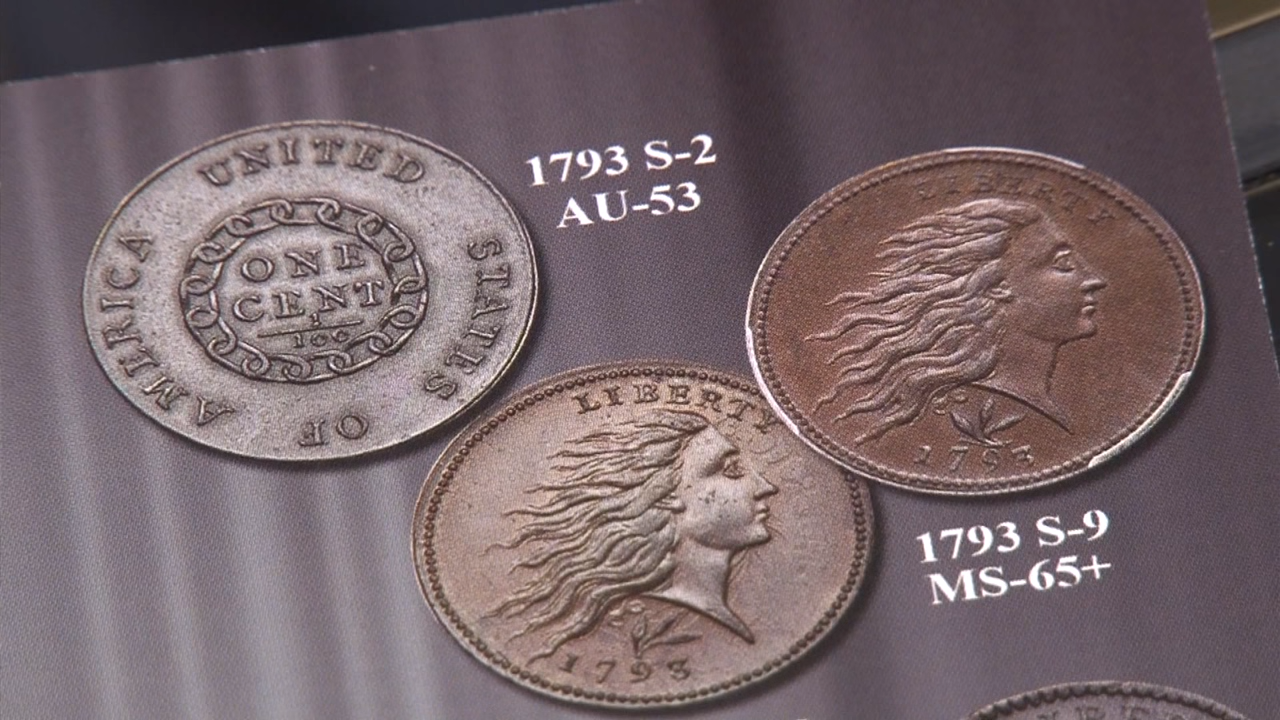 UNITED
STATES
OF
AMERICA
ONE
CENT
1
100
1793 S-2
AU-53
LIBERTY
1793
LIBERTY
1793
1793 S-9
MS-65+